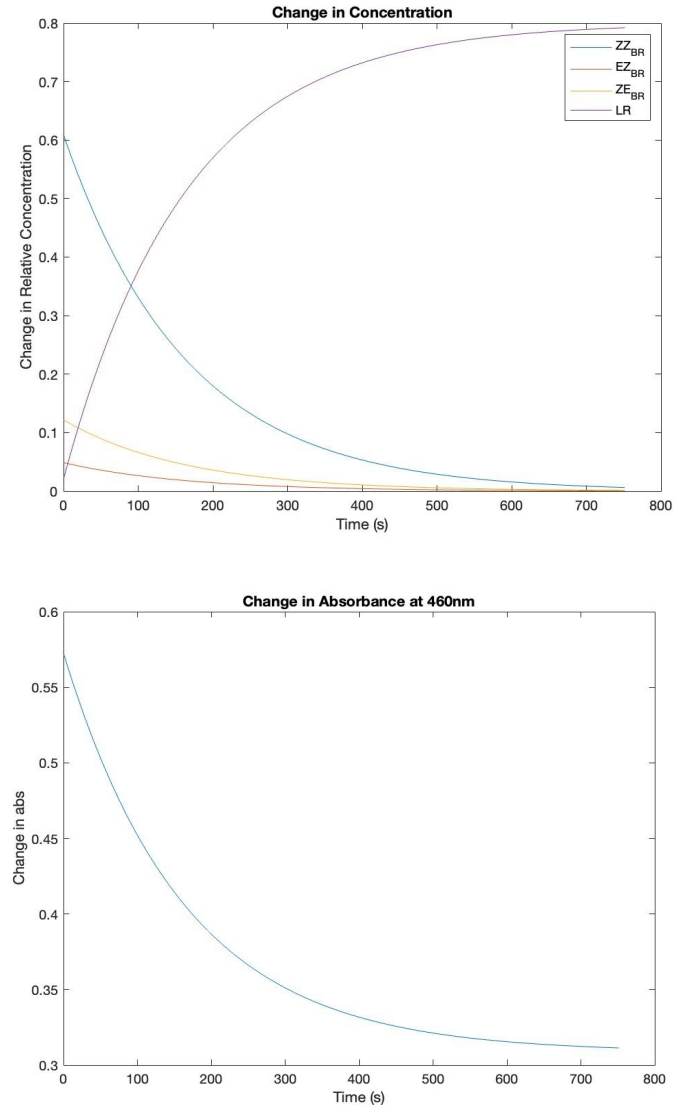 Change in Concentration
0.8
0.7
0.6
0.5
0.4
0.3
0.2
0.1
0
Change in Relative Concentration
ZZBR
EZBR
ZEBR
LR
0 100 200 300 400 500 600 700 800
Time (s)
Change in Absorbance at 460nm
0.6
0.55
0.5
0.45
0.4
0.35
0.3
Change in abs
0 100 200 300 400 500 600 700 800
Time (s)